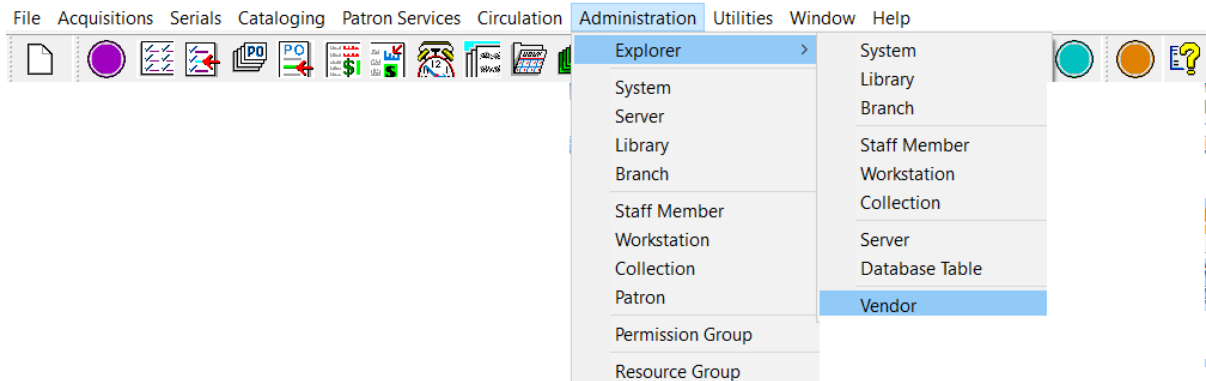 File Acquisitions Serials Cataloging Patron Services Circulation Administration Utilities Window Help
PO
PO
12
Explorer >
System
Server
Library
Branch
Staff Member
Workstation
Collection
Patron
Permission Group
Resource Group
System
Library
Branch
Staff Member
Workstation
Collection
Server
Database Table
Vendor